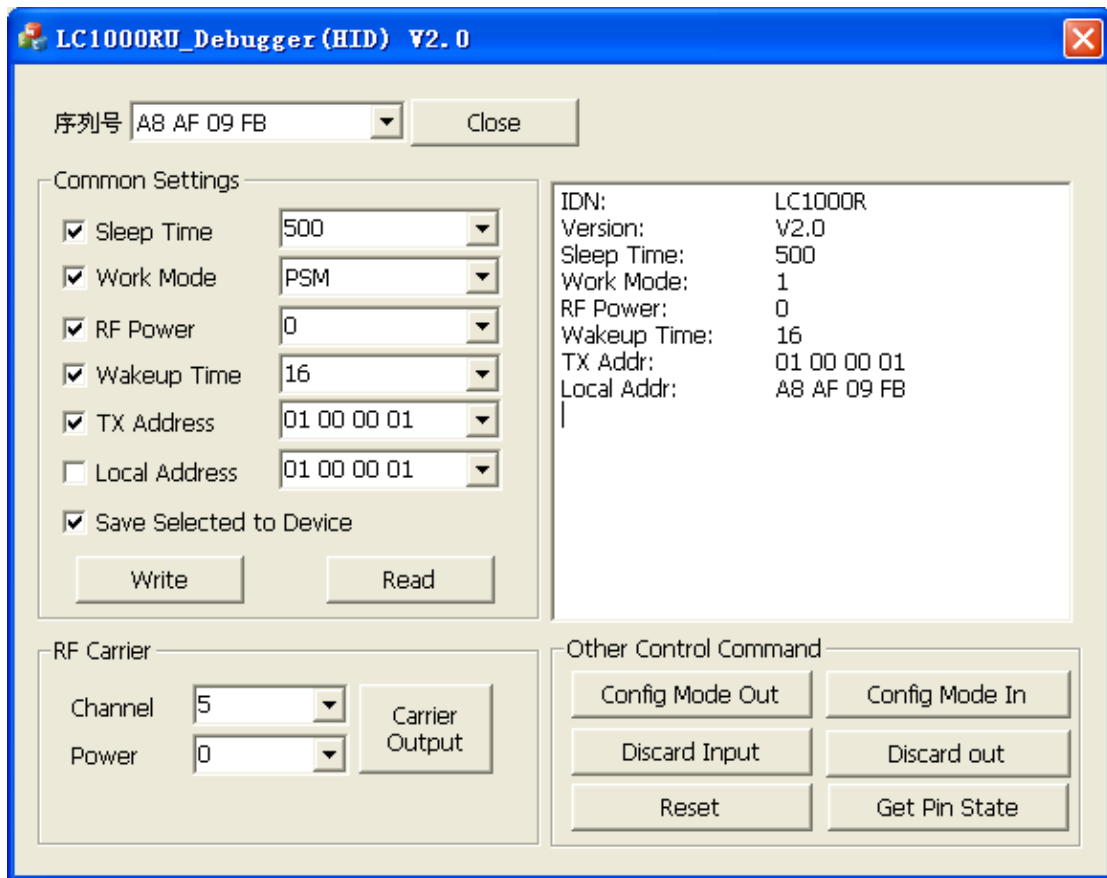 LC1000RU_Debugger(HID) V2.0
序列号 A8 AF 09 FB Close
Common Settings
Sleep Time 500
Work Mode PSM
RF Power 0
Wakeup Time 16
TX Address 01 00 00 01
Local Address 01 00 00 01
Save Selected to Device
Write Read
IDN: LC1000R
Version: V2.0
Sleep Time: 500
Work Mode: 1
RF Power: 0
Wakeup Time: 16
TX Addr: 01 00 00 01
Local Addr: A8 AF 09 FB
RF Carrier
Channel 5
Power 0
Carrier
Output
Other Control Command
Config Mode Out Config Mode In
Discard Input Discard out
Reset Get Pin State